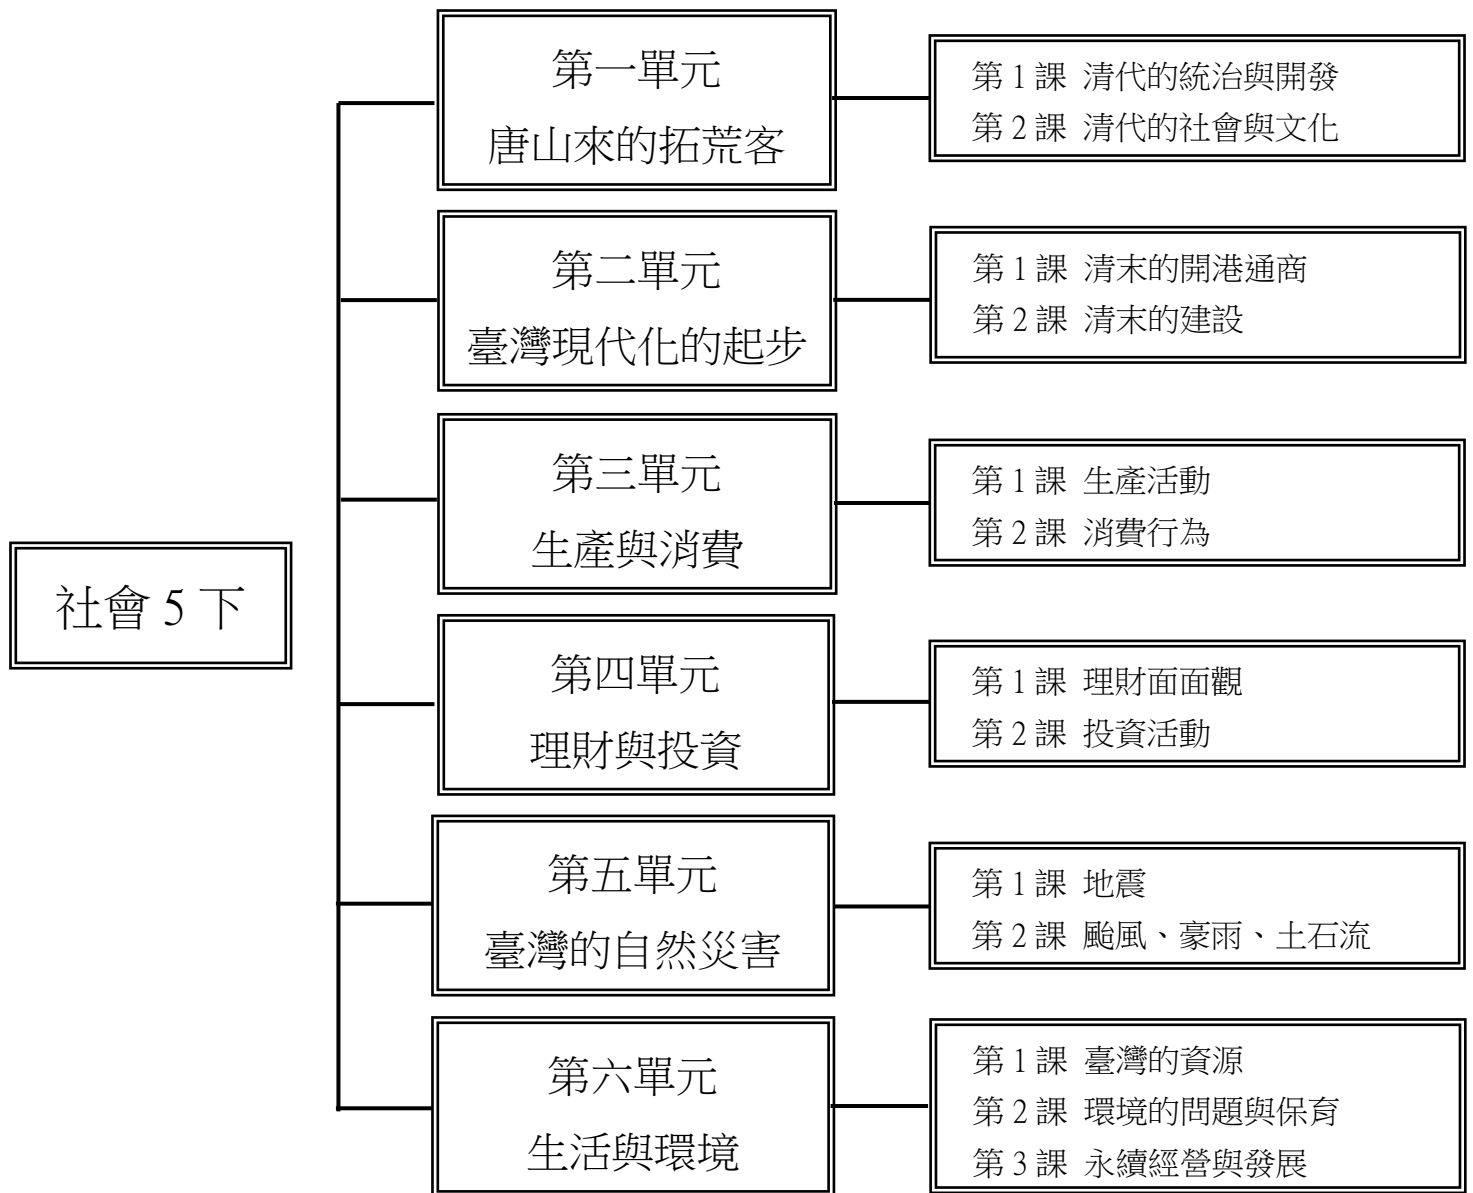 社會 5 下
第一單元
唐山來的拓荒客
第 1 課 清代的統治與開發
第 2 課 清代的社會與文化
第二單元
臺灣現代化的起步
第 1 課 清末的開港通商
第 2 課 清末的建設
第三單元
生產與消費
第 1 課 生產活動
第 2 課 消費行為
第四單元
理財與投資
第 1 課 理財面面觀
第 2 課 投資活動
第五單元
臺灣的自然災害
第 1 課 地震
第 2 課 颱風、豪雨、土石流
第六單元
生活與環境
第 1 課 臺灣的資源
第 2 課 環境的問題與保育
第 3 課 永續經營與發展